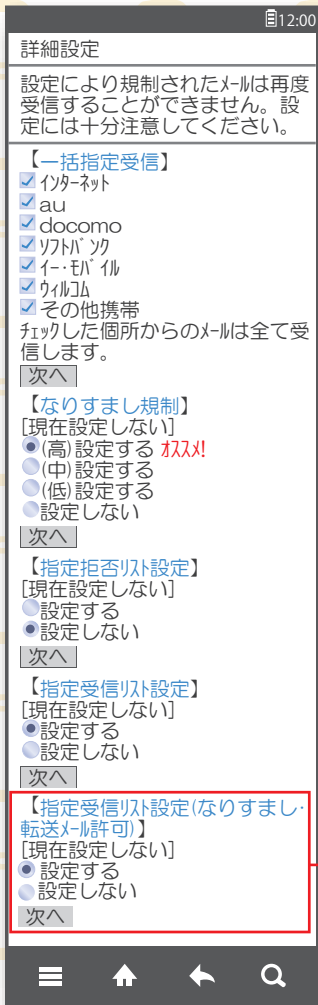 12:00
詳細設定
設定により規制されたﾒｰﾙは再度
受信することができません。設
定には十分注意してください。
【一括指定受信】
ｲﾝﾀｰﾈｯﾄ
au
docomo
ｿﾌﾄﾊﾞﾝｸ
ｲｰ･ﾓﾊﾞｲﾙ
ｳｨﾙｺﾑ
その他携帯
ﾁｪｯｸした個所からのﾒｰﾙは全て受
信します。
次へ
【なりすまし規制】
[現在設定しない]
(高)設定する ｵｽｽﾒ!
(中)設定する
(低)設定する
設定しない
次へ
【指定拒否ﾘｽﾄ設定】
[現在設定しない]
設定する
設定しない
次へ
【指定受信ﾘｽﾄ設定】
[現在設定しない]
設定する
設定しない
次へ
【指定受信ﾘｽﾄ設定(なりすまし･
転送ﾒｰﾙ許可)】
[現在設定しない]
設定する
設定しない
次へ